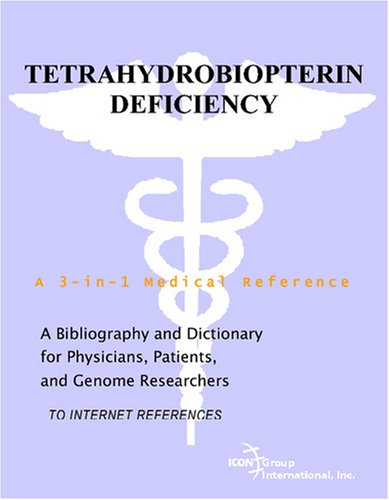 TETRAHYDROBIOPTERIN
DEFICIENCY
A 3-in-1 Medical Reference
A Bibliography and Dictionary
for Physicians, Patients,
and Genome Researchers
TO INTERNET REFERENCES
ICON Group
International, Inc.